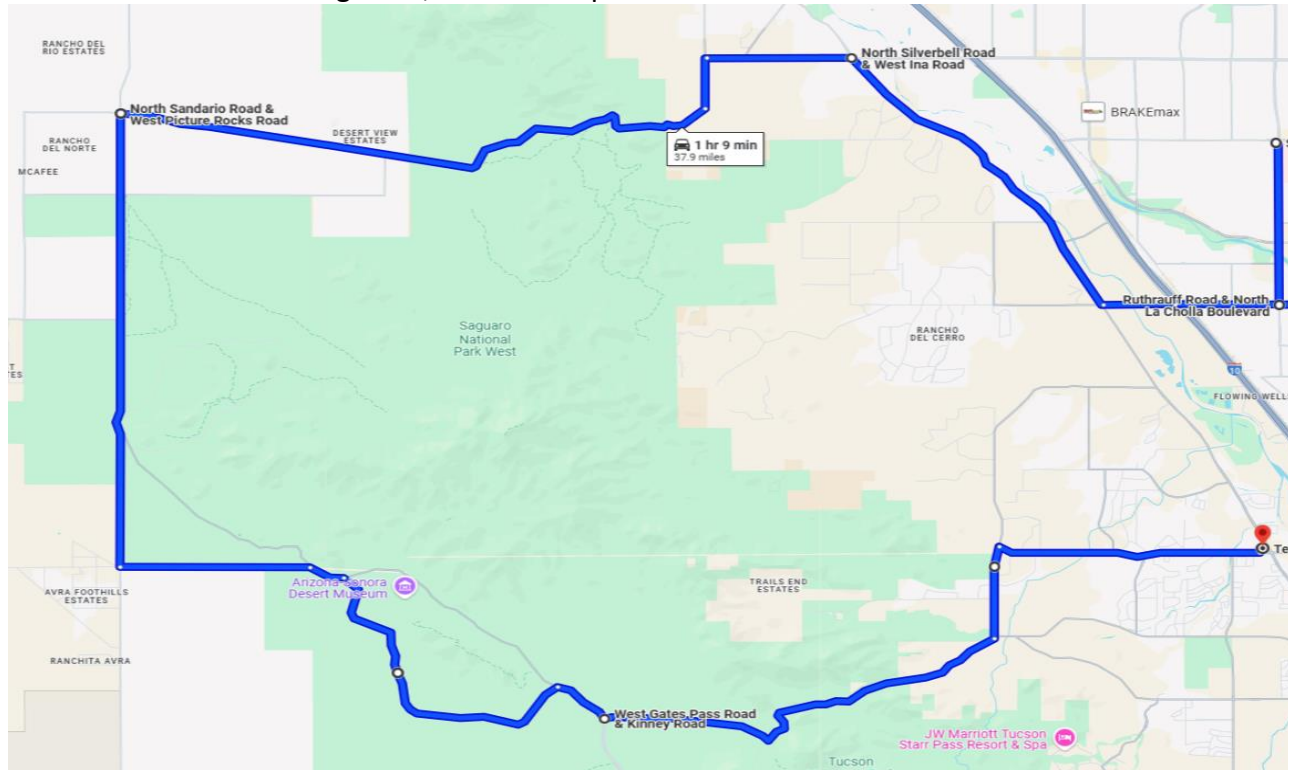 RANCHO DEL
RIO ESTATES
North Silverbell Road
& West Ina Road
North Sandario Road &
West Picture Rocks Road
BRAKEmax
DESERT VIEW
ESTATES
1 hr 9 min
37.9 miles
RANCHO
DEL NORTE
MCAFEE
Ruthrauff Road & North
La Cholla Boulevard
Saguaro
National
Park West
RANCHO
DEL CERRO
10
FLOWING WELL
Te
Arizona-Sonora
Desert Museum
TRAILS END
ESTATES
AVRA FOOTHILLS
ESTATES
RANCHITA AVRA
West Gates Pass Road
& Kinney Road
JW Marriott Tucson
Starr Pass Resort & Spa
Tucson